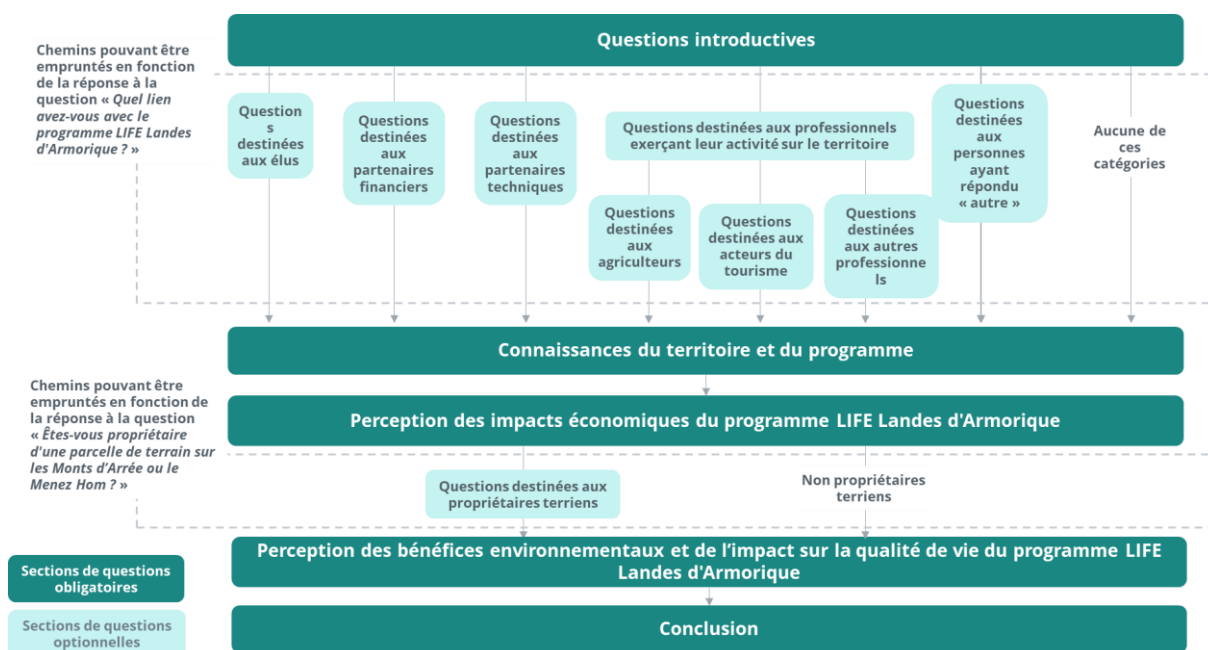 Questions introductives
Chemins pouvant être
empruntés en fonction
de la réponse à la
question « Quel lien
avez-vous avec le
programme LIFE Landes
d'Armorique ? »
Question
s
destinées
aux élus
Questions
destinées
aux
partenaires
financiers
Questions
destinées
aux
partenaires
techniques
Questions destinées aux professionnels
exerçant leur activité sur le territoire
Questions
destinées
aux
agriculteurs
Questions
destinées aux
acteurs du
tourisme
Questions
destinées
aux autres
professionne
ls
Questions
destinées
aux
personnes
ayant
répondu
« autre »
Aucune de
ces
catégories
Connaissances du territoire et du programme
Chemins pouvant être
empruntés en fonction de
la réponse à la question
« Êtes-vous propriétaire
d'une parcelle de terrain sur
les Monts d’Arrée ou le
Menez Hom ? »
Perception des impacts économiques du programme LIFE Landes d'Armorique
Questions destinées aux
propriétaires terriens
Non propriétaires
terriens
Perception des bénéfices environnementaux et de l’impact sur la qualité de vie du programme LIFE
Landes d'Armorique
Conclusion
Sections de questions
obligatoires
Sections de questions
optionnelles